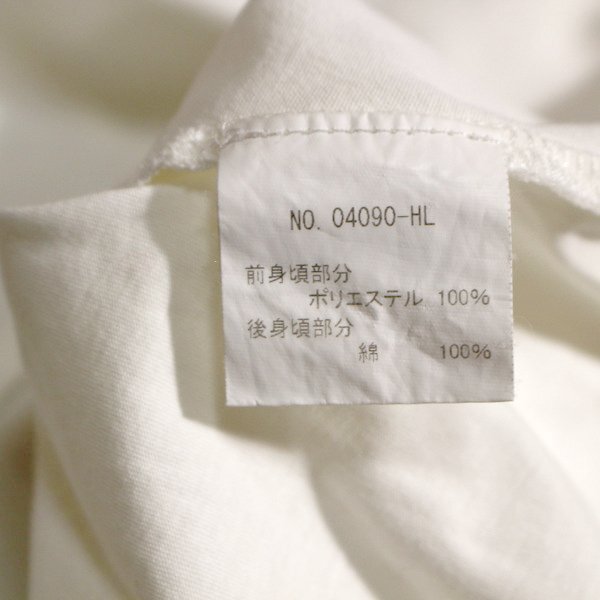 NO. 04090-HL
前身頃部分
ポリエステル 100%
後身頃部分
綿 100%